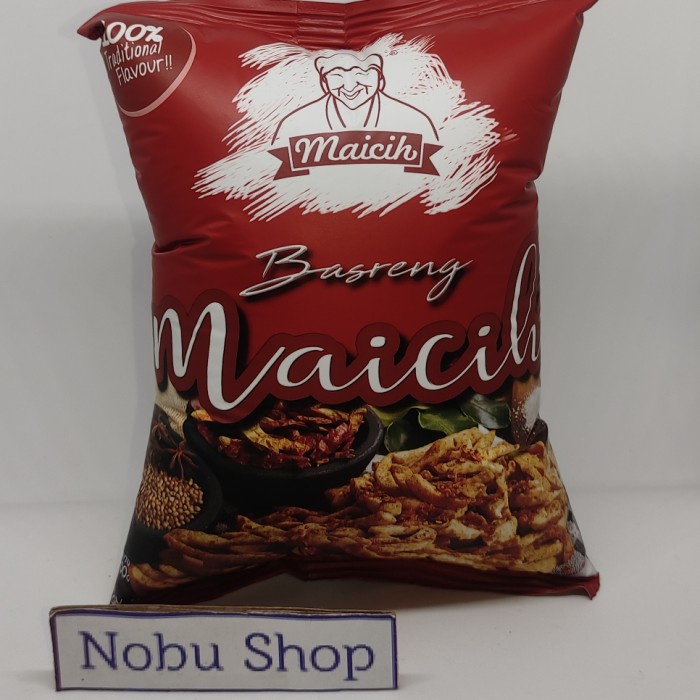 100%
Traditional
Flavour!!
Maicih
Basreng
Maicih
Nobu Shop